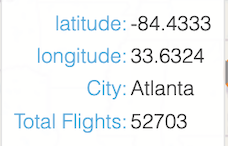 latitude: -84.4333
longitude: 33.6324
City: Atlanta
Total Flights: 52703